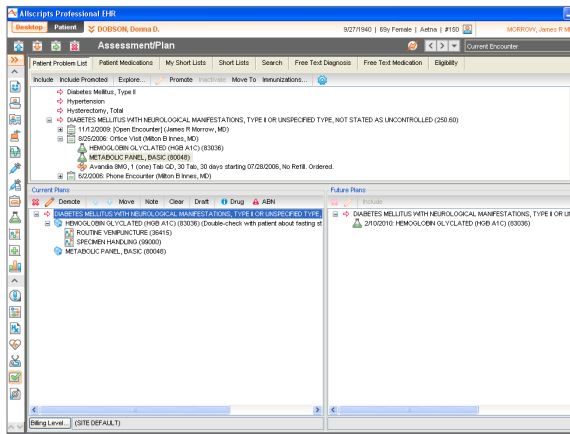 Allscripts Professional EHR
Desktop Patient DOBSON, Donna D. 9/27/1940 | 69y Female | Aetna | #150 MORROW, James R M
Assessment/Plan Current Encounter
Patient Problem List Patient Medications My Short Lists Short Lists Search Free Text Diagnosis Free Text Medication Eligibility
Include Include Promoted Explore... Promote Inactivate Move To Immunizations...
Diabetes Mellitus, Type II
Hypertension
Hysterectomy, Total
DIABETES MELLITUS WITH NEUROLOGICAL MANIFESTATIONS, TYPE II OR UNSPECIFIED TYPE, NOT STATED AS UNCONTROLLED (250.60)
11/12/2009: [Open Encounter] (James R Morrow, MD)
8/25/2006: Office Visit (Milton B Innes, MD)
HEMOGLOBIN GLYCLATED (HGB A1C) (83036)
METABOLIC PANEL, BASIC (80048)
Avandia 8MG, 1 (one) Tab QD, 30 Tab, 30 days starting 07/28/2006, No Refill. Ordered.
8/2/2006: Phone Encounter (Milton B Innes, MD)
Current Plans
Demote Move Note Clear Draft Drug ABN
DIABETES MELLITUS WITH NEUROLOGICAL MANIFESTATIONS, TYPE II OR UNSPECIFIED TYPE,
HEMOGLOBIN GLYCLATED (HGB A1C) (83036) (Double-check with patient about fasting st
ROUTINE VENIPUNCTURE (36415)
SPECIMEN HANDLING (99000)
METABOLIC PANEL, BASIC (80048)
Future Plans
Include
DIABETES MELLITUS WITH NEUROLOGICAL MANIFESTATIONS, TYPE II OR UN
2/10/2010: HEMOGLOBIN GLYCLATED (HGB A1C) (83036)
Billing Level... (SITE DEFAULT)